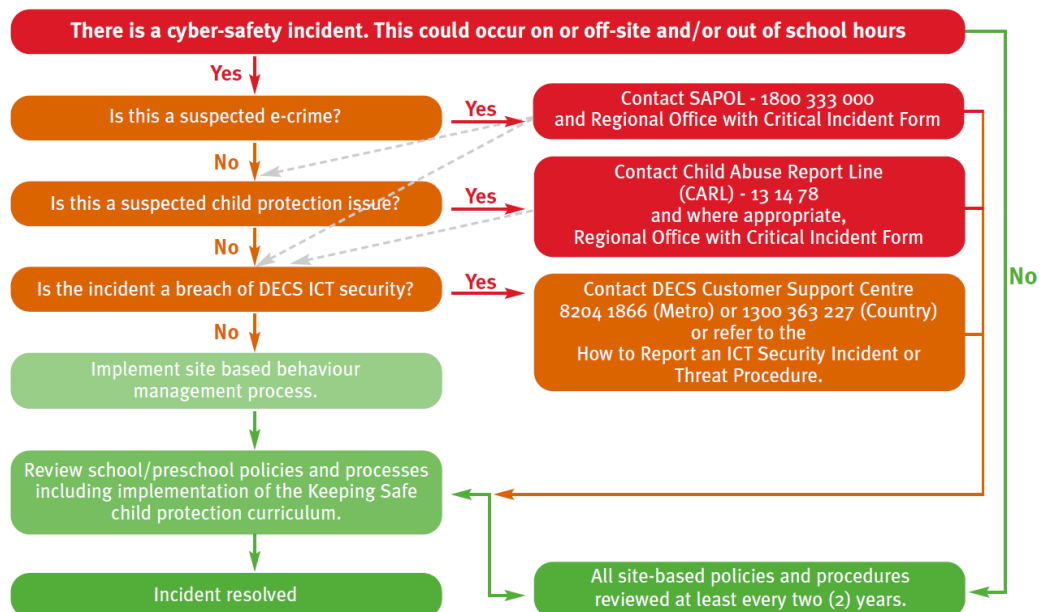 There is a cyber-safety incident. This could occur on or off-site and/or out of school hours
Yes
Is this a suspected e-crime?
Yes
Contact SAPOL - 1800 333 000
and Regional Office with Critical Incident Form
No
Is this a suspected child protection issue?
Yes
Contact Child Abuse Report Line
(CARL) - 13 14 78
and where appropriate,
Regional Office with Critical Incident Form
No
Is the incident a breach of DECS ICT security?
Yes
Contact DECS Customer Support Centre
8204 1866 (Metro) or 1300 363 227 (Country)
or refer to the
How to Report an ICT Security Incident or
Threat Procedure.
No
No
Implement site based behaviour
management process.
Review school/preschool policies and processes
including implementation of the Keeping Safe
child protection curriculum.
Incident resolved
All site-based policies and procedures
reviewed at least every two (2) years.